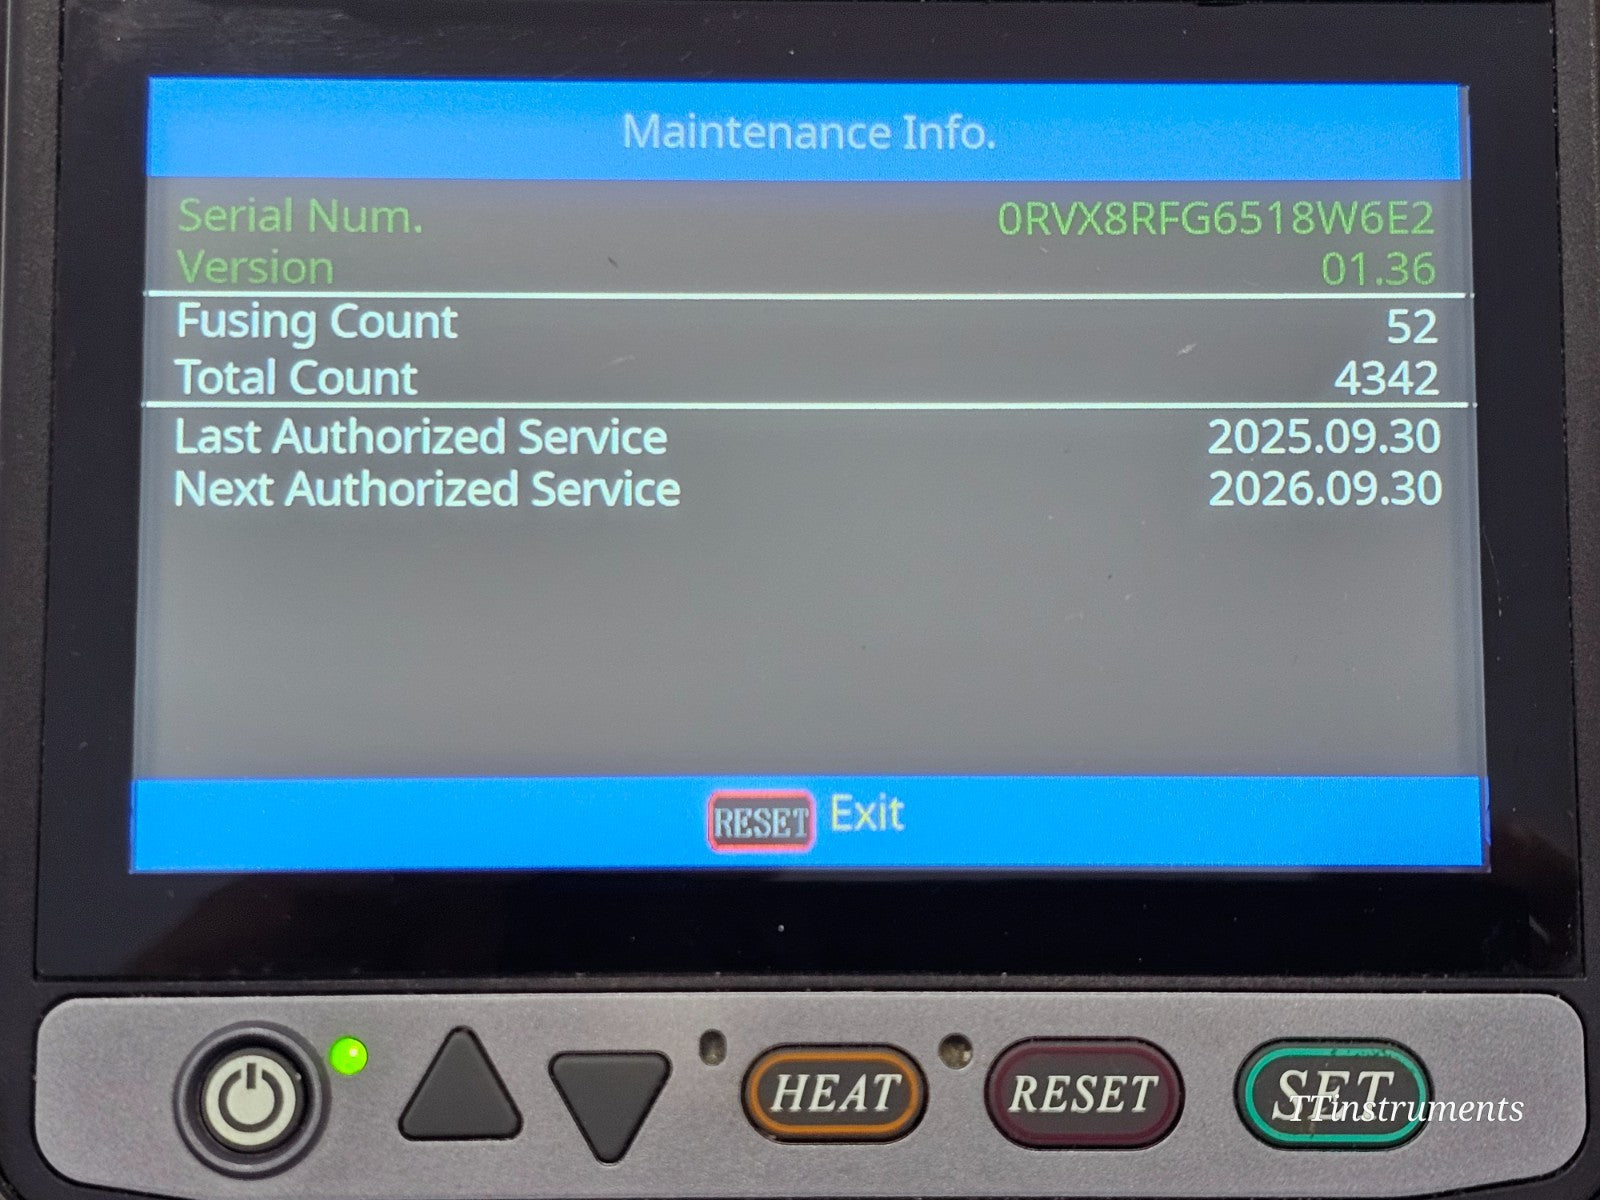 Maintenance Info.
Serial Num. 0RVX8RFG6518W6E2
Version 01.36
Fusing Count 52
Total Count 4342
Last Authorized Service 2025.09.30
Next Authorized Service 2026.09.30
RESET Exit
HEAT RESET SET
TTinstruments